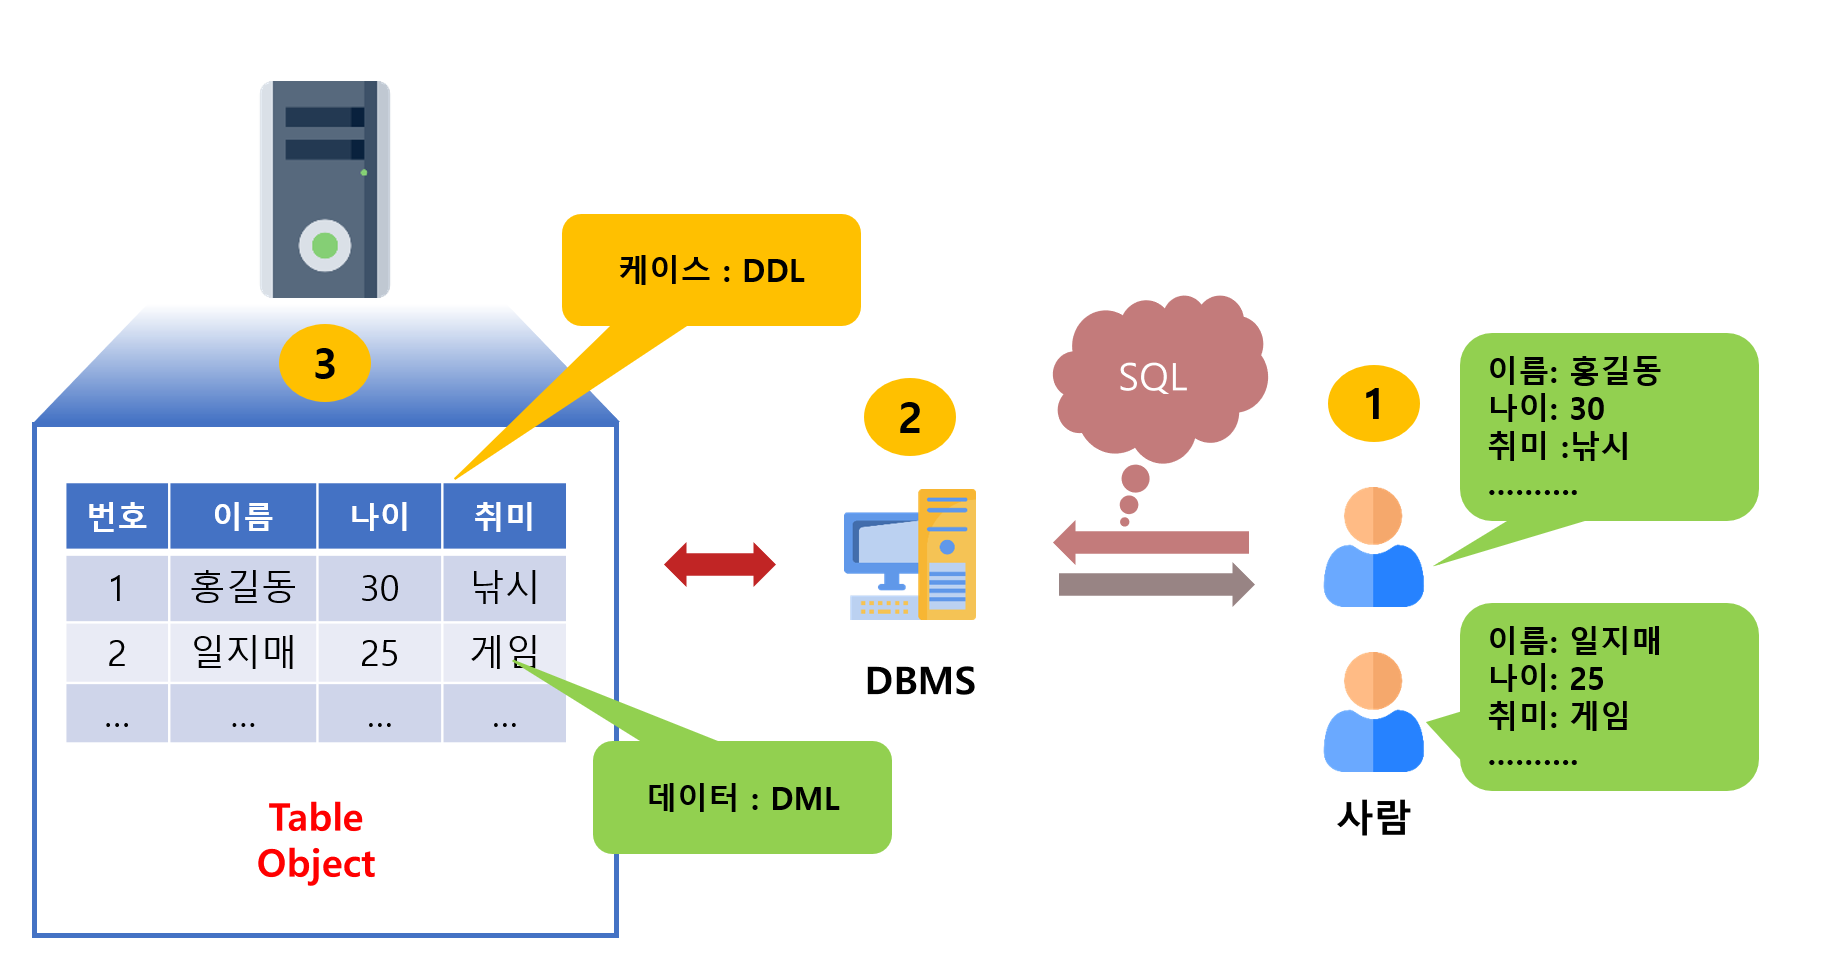 케이스 : DDL
3
번호 이름 나이 취미
1 홍길동 30 낚시
2 일지매 25 게임
... ... ... ...
Table
Object
데이터 : DML
2
DBMS
SQL
1
이름: 홍길동
나이: 30
취미 :낚시
..........
이름: 일지매
나이: 25
취미: 게임
..........
사람